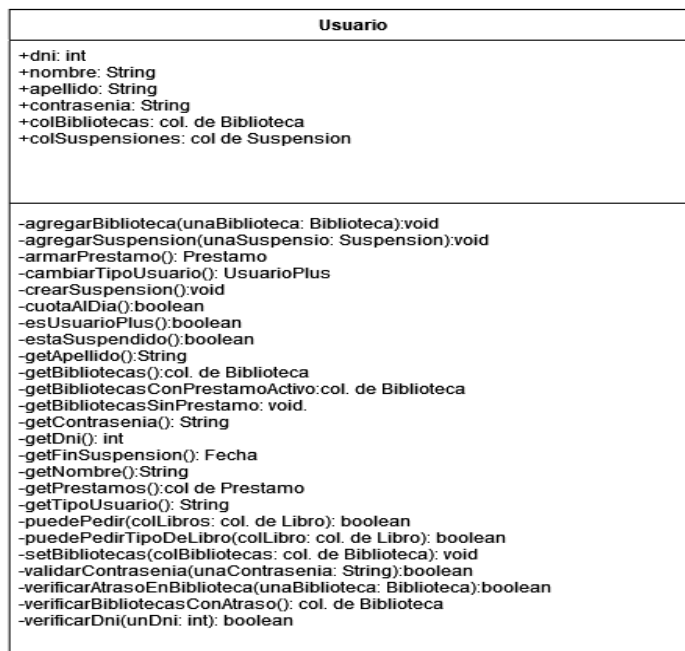 Usuario
+dni: int
+nombre: String
+apellido: String
+contrasenia: String
+colBibliotecas: col. de Biblioteca
+colSuspensiones: col de Suspension
-agregarBiblioteca(unaBiblioteca: Biblioteca):void
-agregarSuspension(unaSuspensio: Suspension):void
-armarPrestamo(): Prestamo
-cambiarTipoUsuario(): UsuarioPlus
-crearSuspension():void
-cuotaAlDia():boolean
-esUsuarioPlus():boolean
-estaSuspendido():boolean
-getApellido():String
-getBibliotecas():col. de Biblioteca
-getBibliotecasConPrestamoActivo:col. de Biblioteca
-getBibliotecasSinPrestamo: void.
-getContrasenia(): String
-getDni(): int
-getFinSuspension(): Fecha
-getNombre():String
-getPrestamos():col de Prestamo
-getTipoUsuario(): String
-puedePedir(colLibros: col. de Libro): boolean
-puedePedirTipoDeLibro(colLibro: col. de Libro): boolean
-setBibliotecas(colBibliotecas: col. de Biblioteca): void
-validarContrasenia(unaContrasenia: String):boolean
-verificarAtrasoEnBiblioteca(unaBiblioteca: Biblioteca):boolean
-verificarBibliotecasConAtraso(): col. de Biblioteca
-verificarDni(unDni: int): boolean